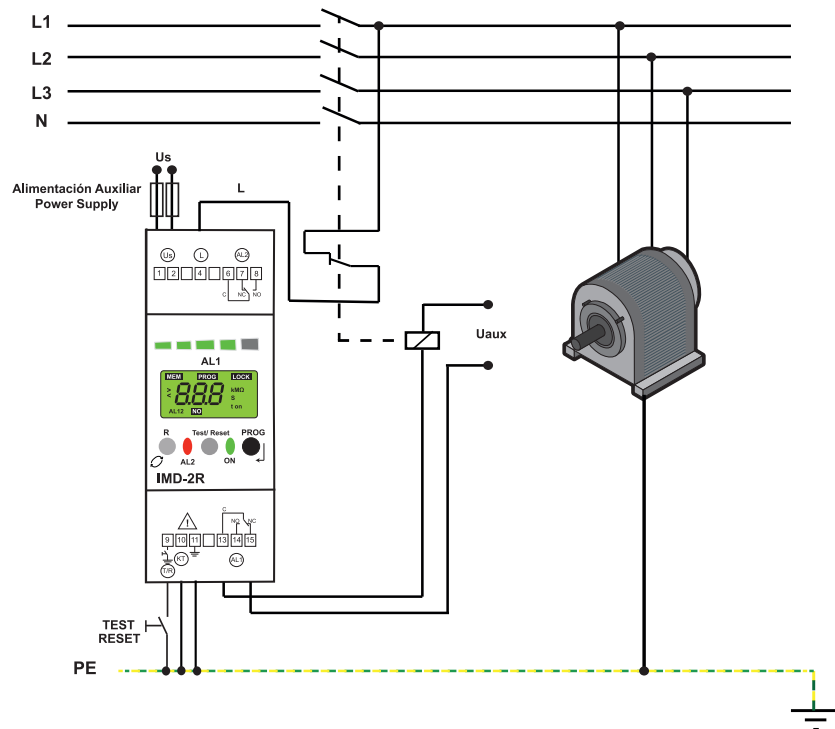 L1
L2
L3
N
Us
Alimentación Auxiliar
Power Supply
L
Us
L
AL2
1
2
4
6
7
8
C
NC
NO
AL1
MEM
PROG
LOCK
>
<
8.8.8
kMΩ
S
t on
AL12
NO
R
Test/ Reset
PROG
AL2
ON
IMD-2R
C
NO
NC
9
10
11
13
14
15
KT
T/R
AL1
Uaux
TEST
RESET
PE